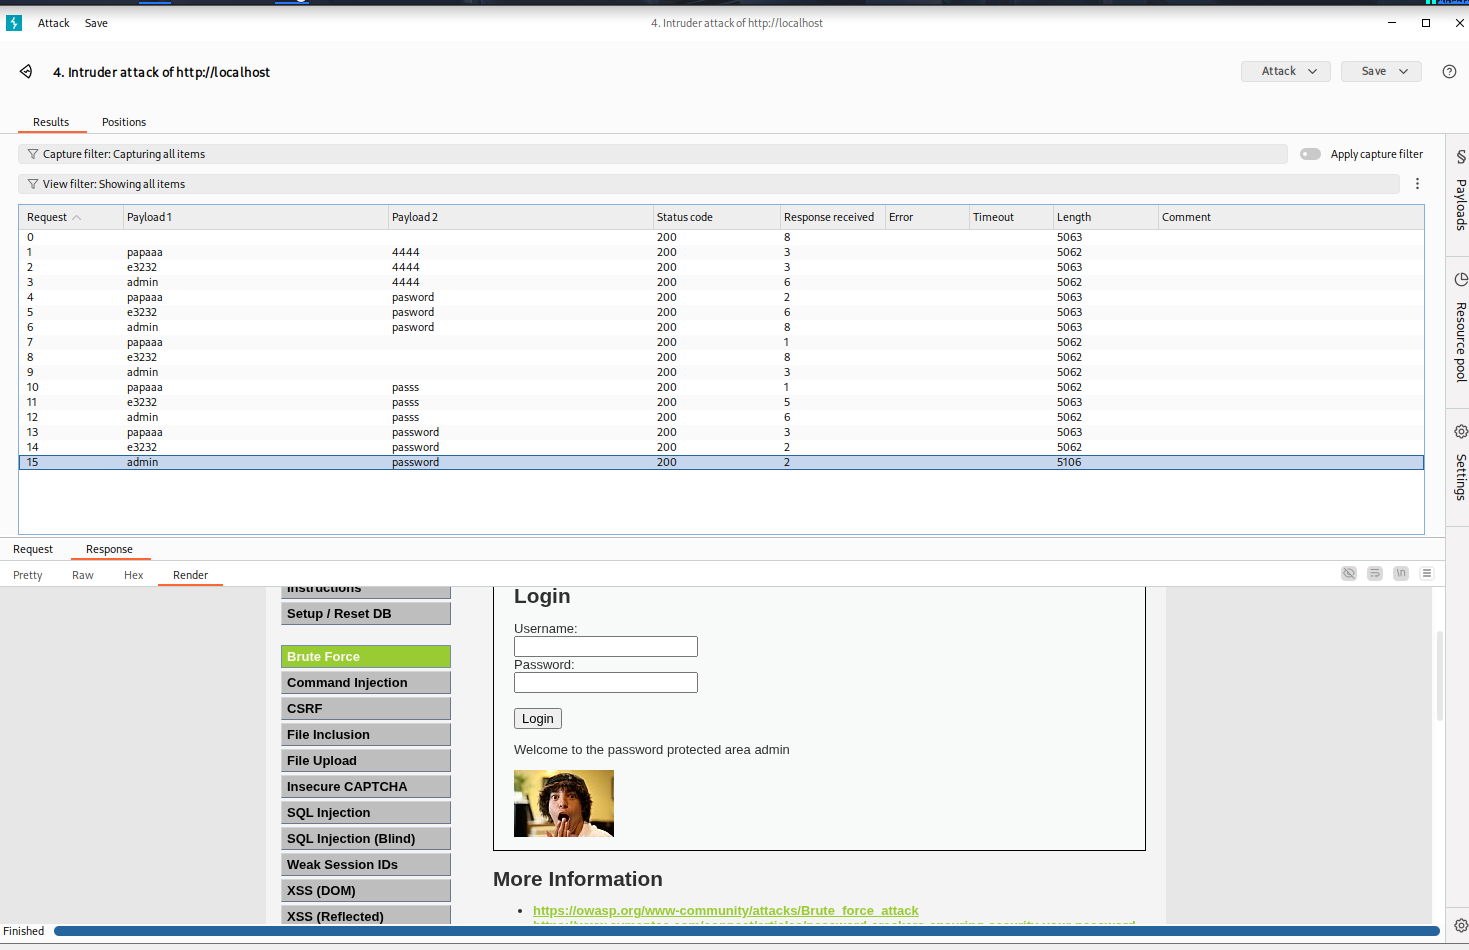 Attack Save 4. Intruder attack of http://localhost
4. Intruder attack of http://localhost Attack Save
Results Positions
Capture filter: Capturing all items Apply capture filter
View filter: Showing all items
Request Payload 1 Payload 2 Status code Response received Error Timeout Length Comment
0 200 8 5063
1 papaaa 4444 200 3 5062
2 e3232 4444 200 3 5063
3 admin 4444 200 6 5062
4 papaaa pasword 200 2 5063
5 e3232 pasword 200 6 5063
6 admin pasword 200 8 5063
7 papaaa 200 1 5062
8 e3232 200 8 5062
9 admin 200 3 5062
10 papaaa passs 200 1 5062
11 e3232 passs 200 5 5063
12 admin passs 200 6 5062
13 papaaa password 200 3 5063
14 e3232 password 200 2 5062
15 admin password 200 2 5106
Payloads
Resource pool
Settings
Request Response
Pretty Raw Hex Render \n
Instructions
Setup / Reset DB
Brute Force
Command Injection
CSRF
File Inclusion
File Upload
Insecure CAPTCHA
SQL Injection
SQL Injection (Blind)
Weak Session IDs
XSS (DOM)
XSS (Reflected)
Login
Username:
Password:
Login
Welcome to the password protected area admin
More Information
https://owasp.org/www-community/attacks/Brute_force_attack
Finished